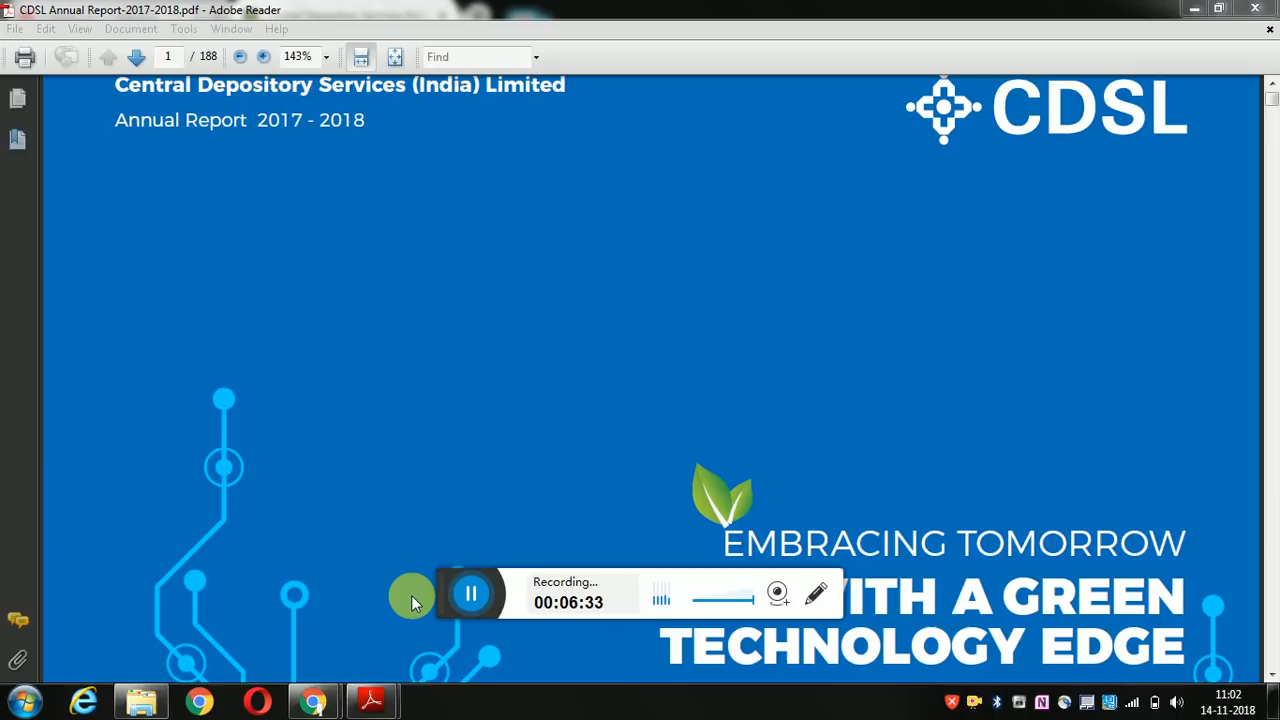 CDSL Annual Report-2017-2018.pdf - Adobe Reader
File Edit View Document Tools Window Help
1 / 188 143% Find
Central Depository Services (India) Limited
Annual Report 2017 - 2018
CDSL
EMBRACING TOMORROW
ITH A GREEN
TECHNOLOGY EDGE
Recording...
00:06:33
11:02
14-11-2018